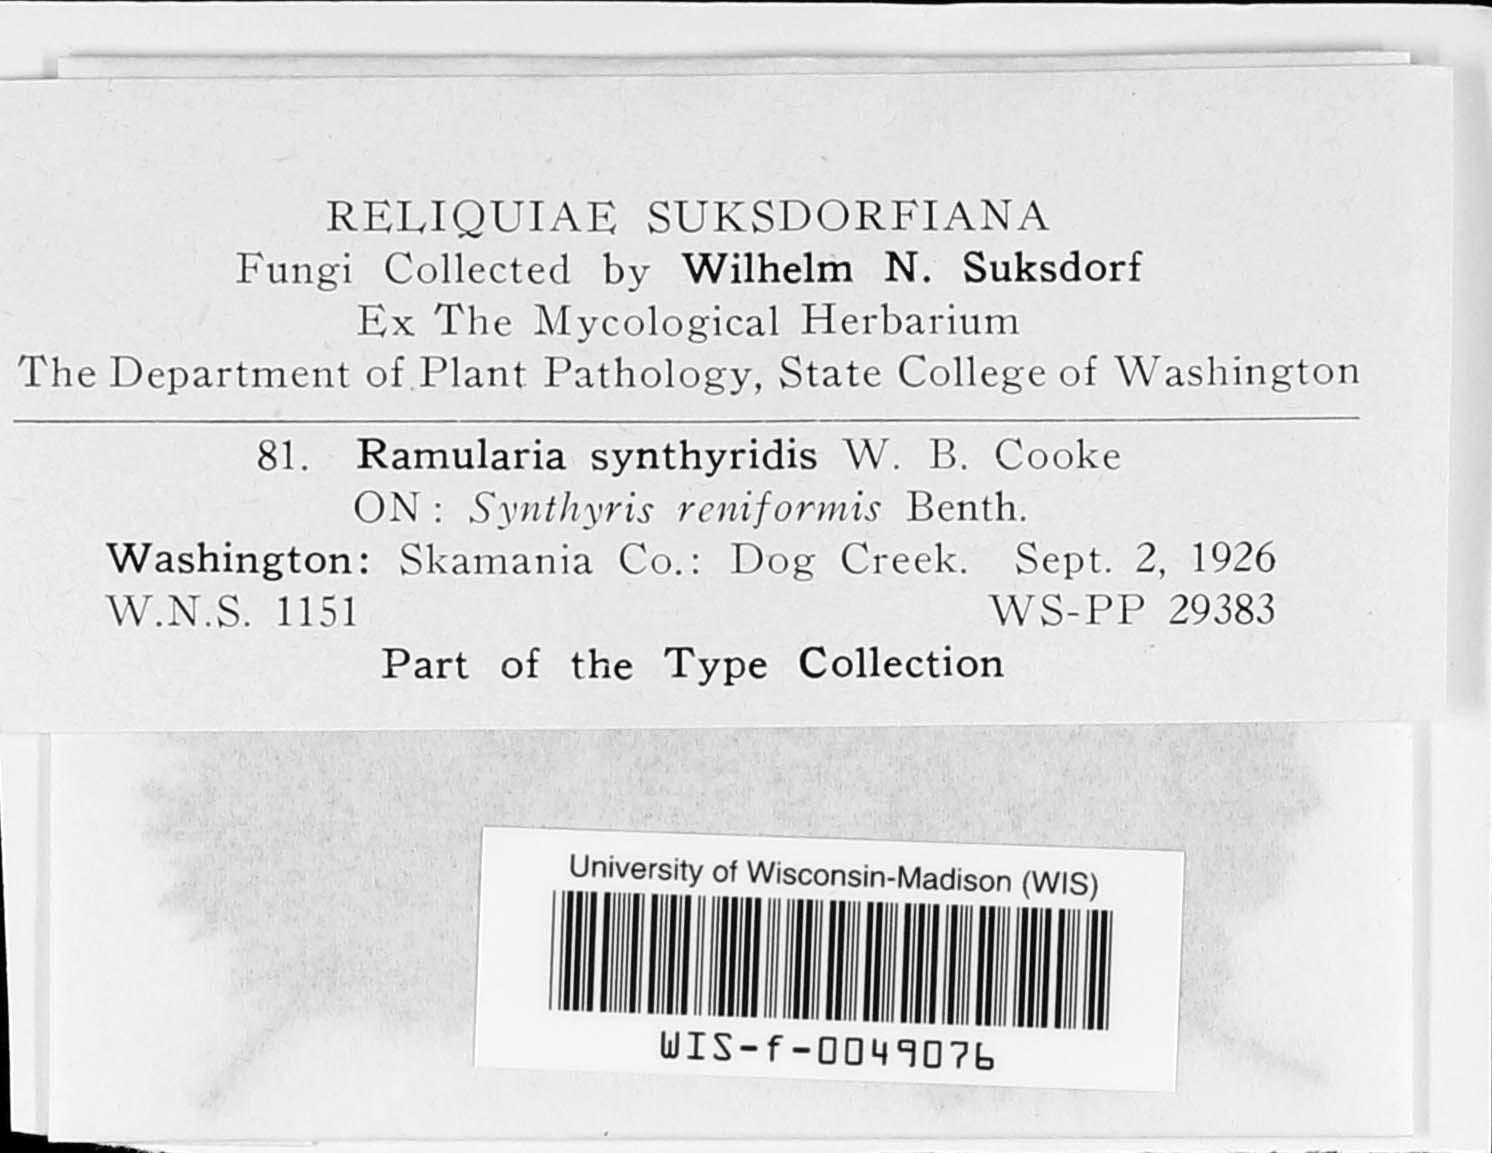 RELIQUIAE SUKSDORFIANA
Fungi Collected by Wilhelm N. Suksdorf
Ex The Mycological Herbarium
The Department of Plant Pathology, State College of Washington
81. Ramularia synthyridis W. B. Cooke
ON: Synthyris reniformis Benth.
Washington: Skamania Co.: Dog Creek. Sept. 2, 1926
W.N.S. 1151 WS-PP 29383
Part of the Type Collection
University of Wisconsin-Madison (WIS)
WIS-f-0049076